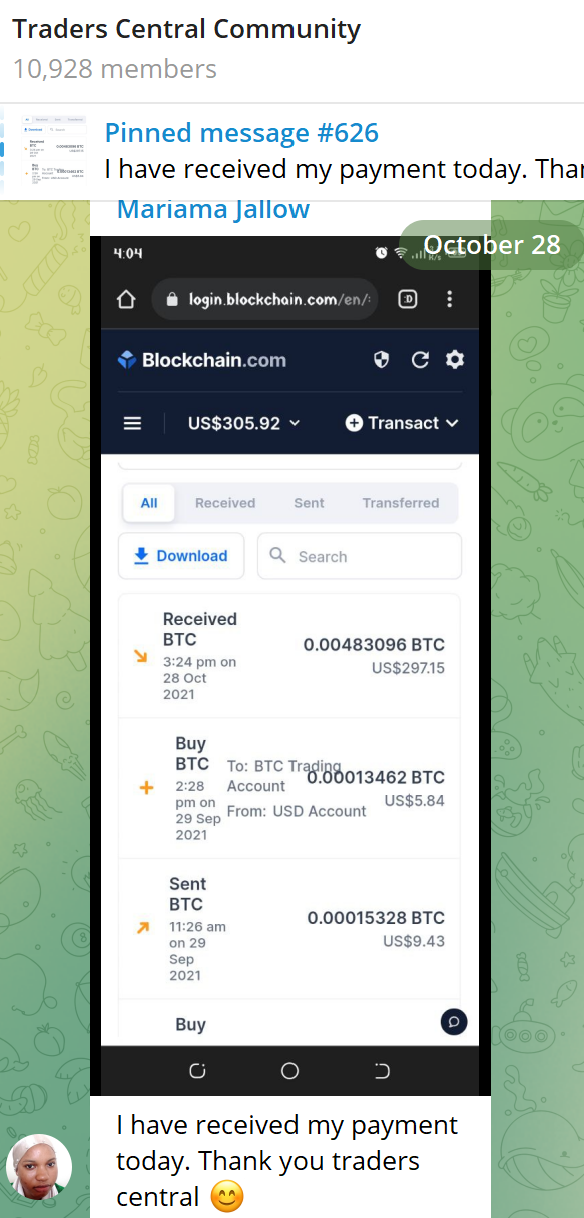 Traders Central Community
10,928 members
Pinned message #626
I have received my payment today. Than
Mariama Jallow
October 28
4:04
login.blockchain.com/en/
Blockchain.com
US$305.92
Transact
All Received Sent Transferred
Download
Search
Received
BTC
3:24 pm on
28 Oct
2021
0.00483096 BTC
US$297.15
Buy
BTC
2:28
pm on
29 Sep
2021
To: BTC Trading
Account
From: USD Account
0.00013462 BTC
US$5.84
Sent
BTC
11:26 am
on 29
Sep
2021
0.00015328 BTC
US$9.43
Buy
I have received my payment
today. Thank you traders
central 😊